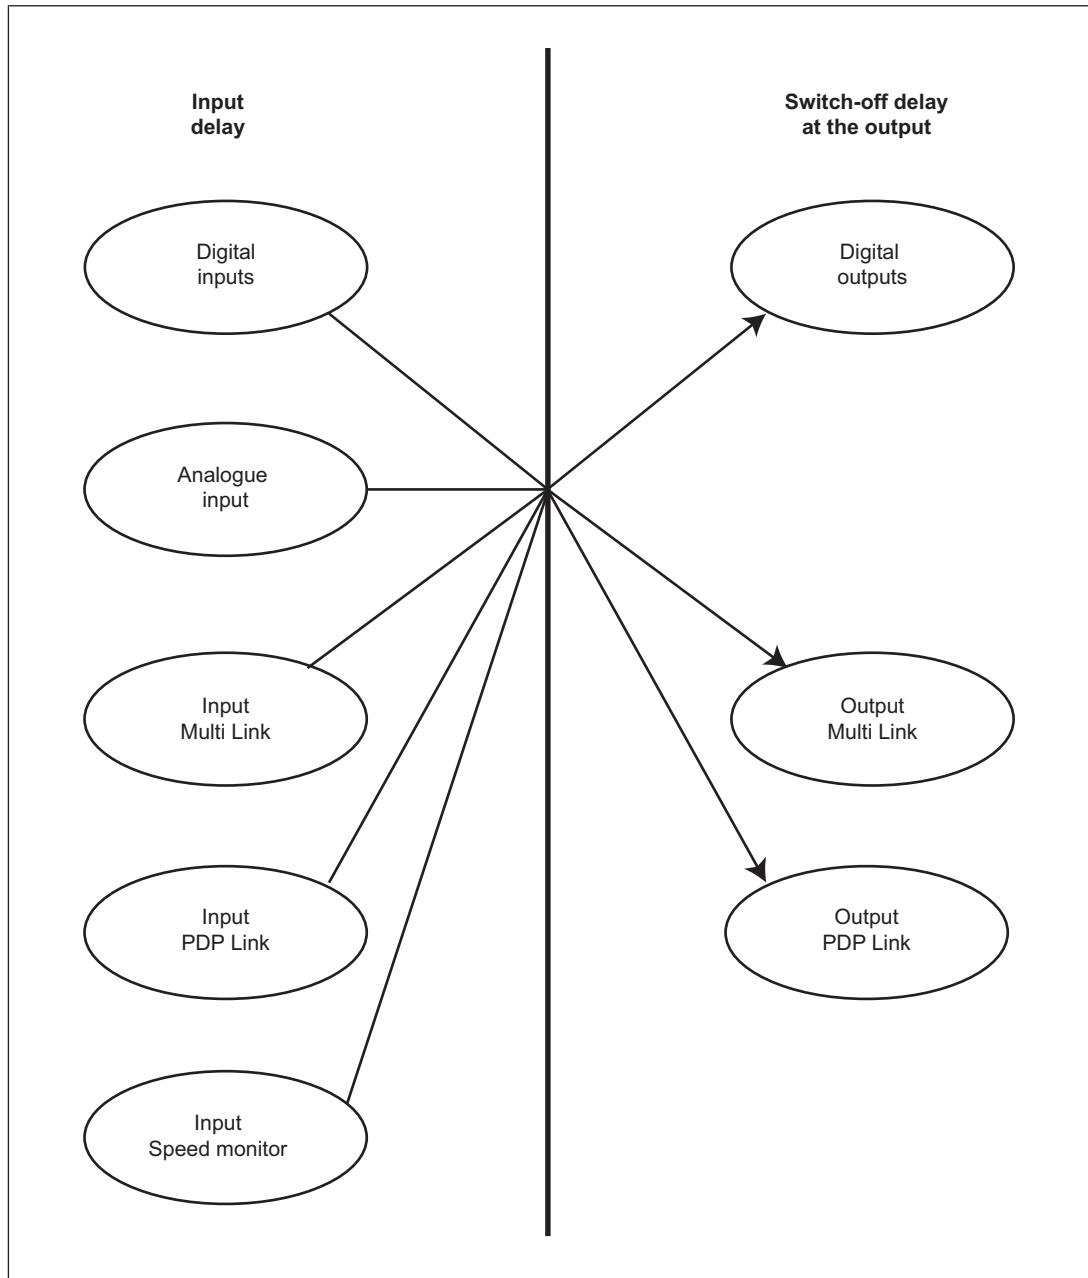 Input
delay
Switch-off delay
at the output
Digital
inputs
Digital
outputs
Analogue
input
Input
Multi Link
Output
Multi Link
Input
PDP Link
Output
PDP Link
Input
Speed monitor